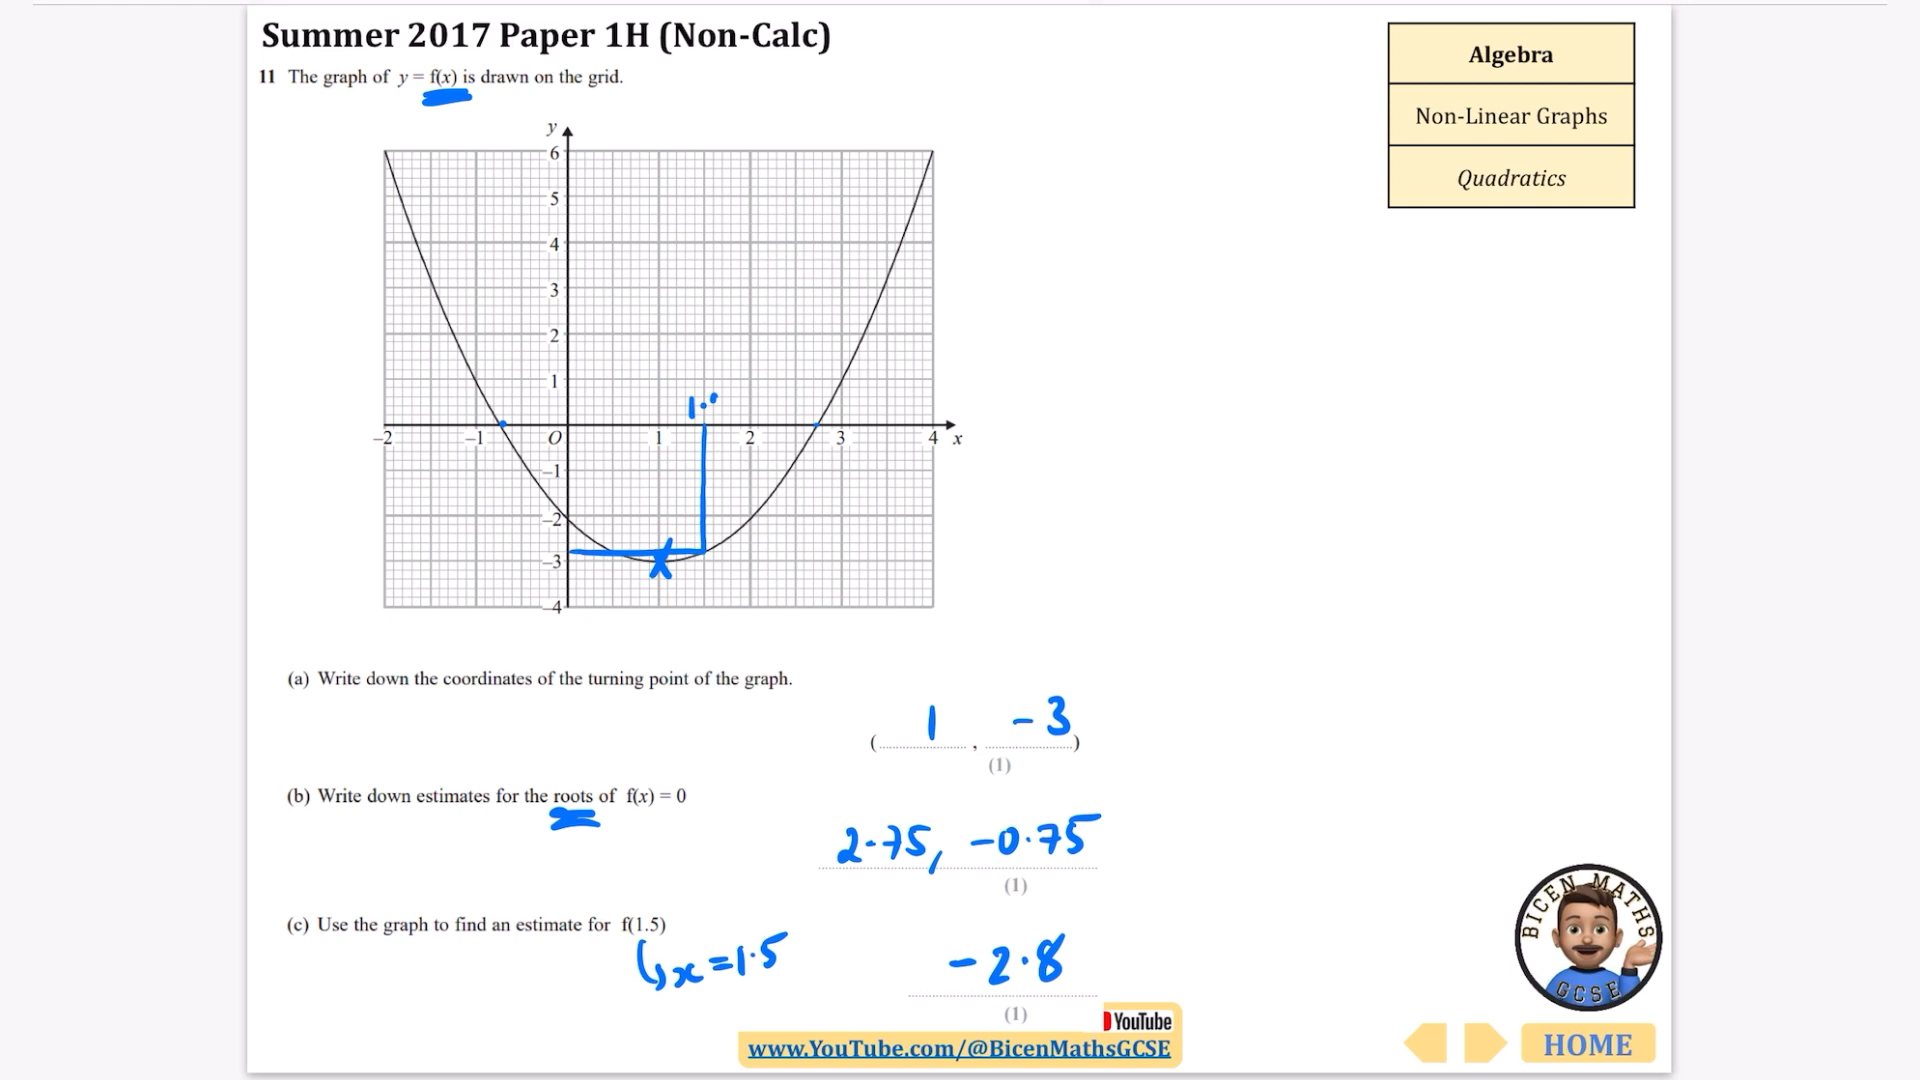 Summer 2017 Paper 1H (Non-Calc)
11 The graph of y = f(x) is drawn on the grid.
Algebra
Non-Linear Graphs
Quadratics
y
6
5
4
3
2
1
-2 -1 O 1 2 3 4 x
-1
-2
-3
-4
(a) Write down the coordinates of the turning point of the graph.
( 1 , -3 )
(1)
(b) Write down estimates for the roots of f(x) = 0
2.75, -0.75
(1)
(c) Use the graph to find an estimate for f(1.5)
x=1.5
-2.8
(1)
YouTube
www.YouTube.com/@BicenMathsGCSE
BICEN MATHS
GCSE
HOME